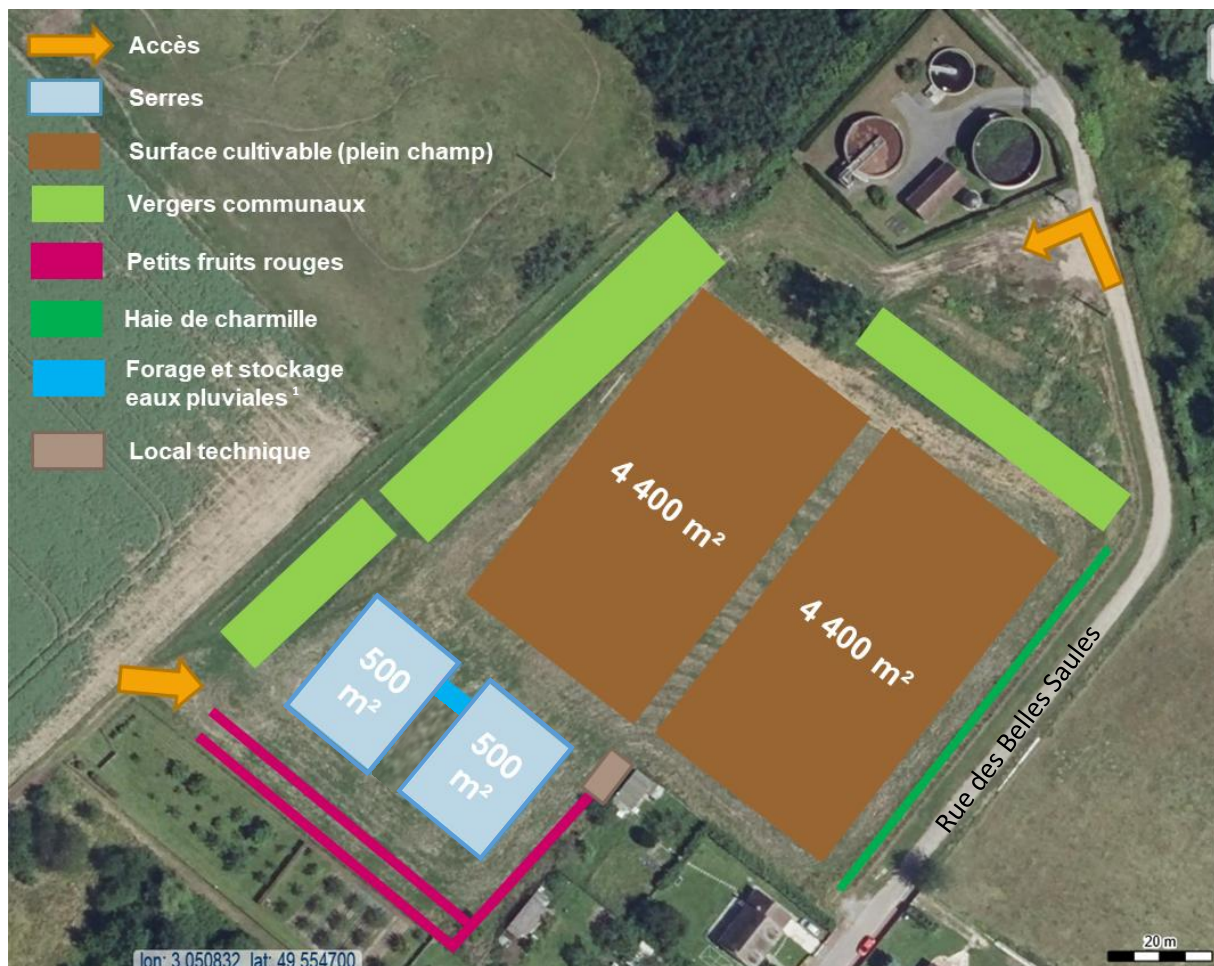 Accès
Serres
Surface cultivable (plein champ)
Vergers communaux
Petits fruits rouges
Haie de charmille
Forage et stockage
eaux pluviales ¹
Local technique
4 400 m²
4 400 m²
500
m²
500
m²
Rue des Belles Saules
20 m
lon: 3.050832 lat: 49.554700